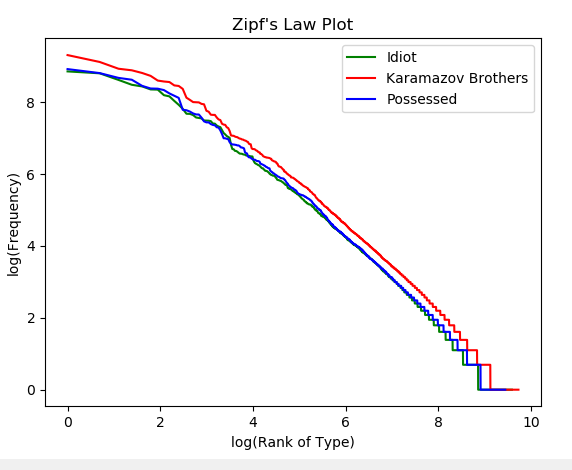 Zipf's Law Plot
Idiot
Karamazov Brothers
Possessed
log(Frequency)
8
6
4
2
0
0 2 4 6 8 10
log(Rank of Type)